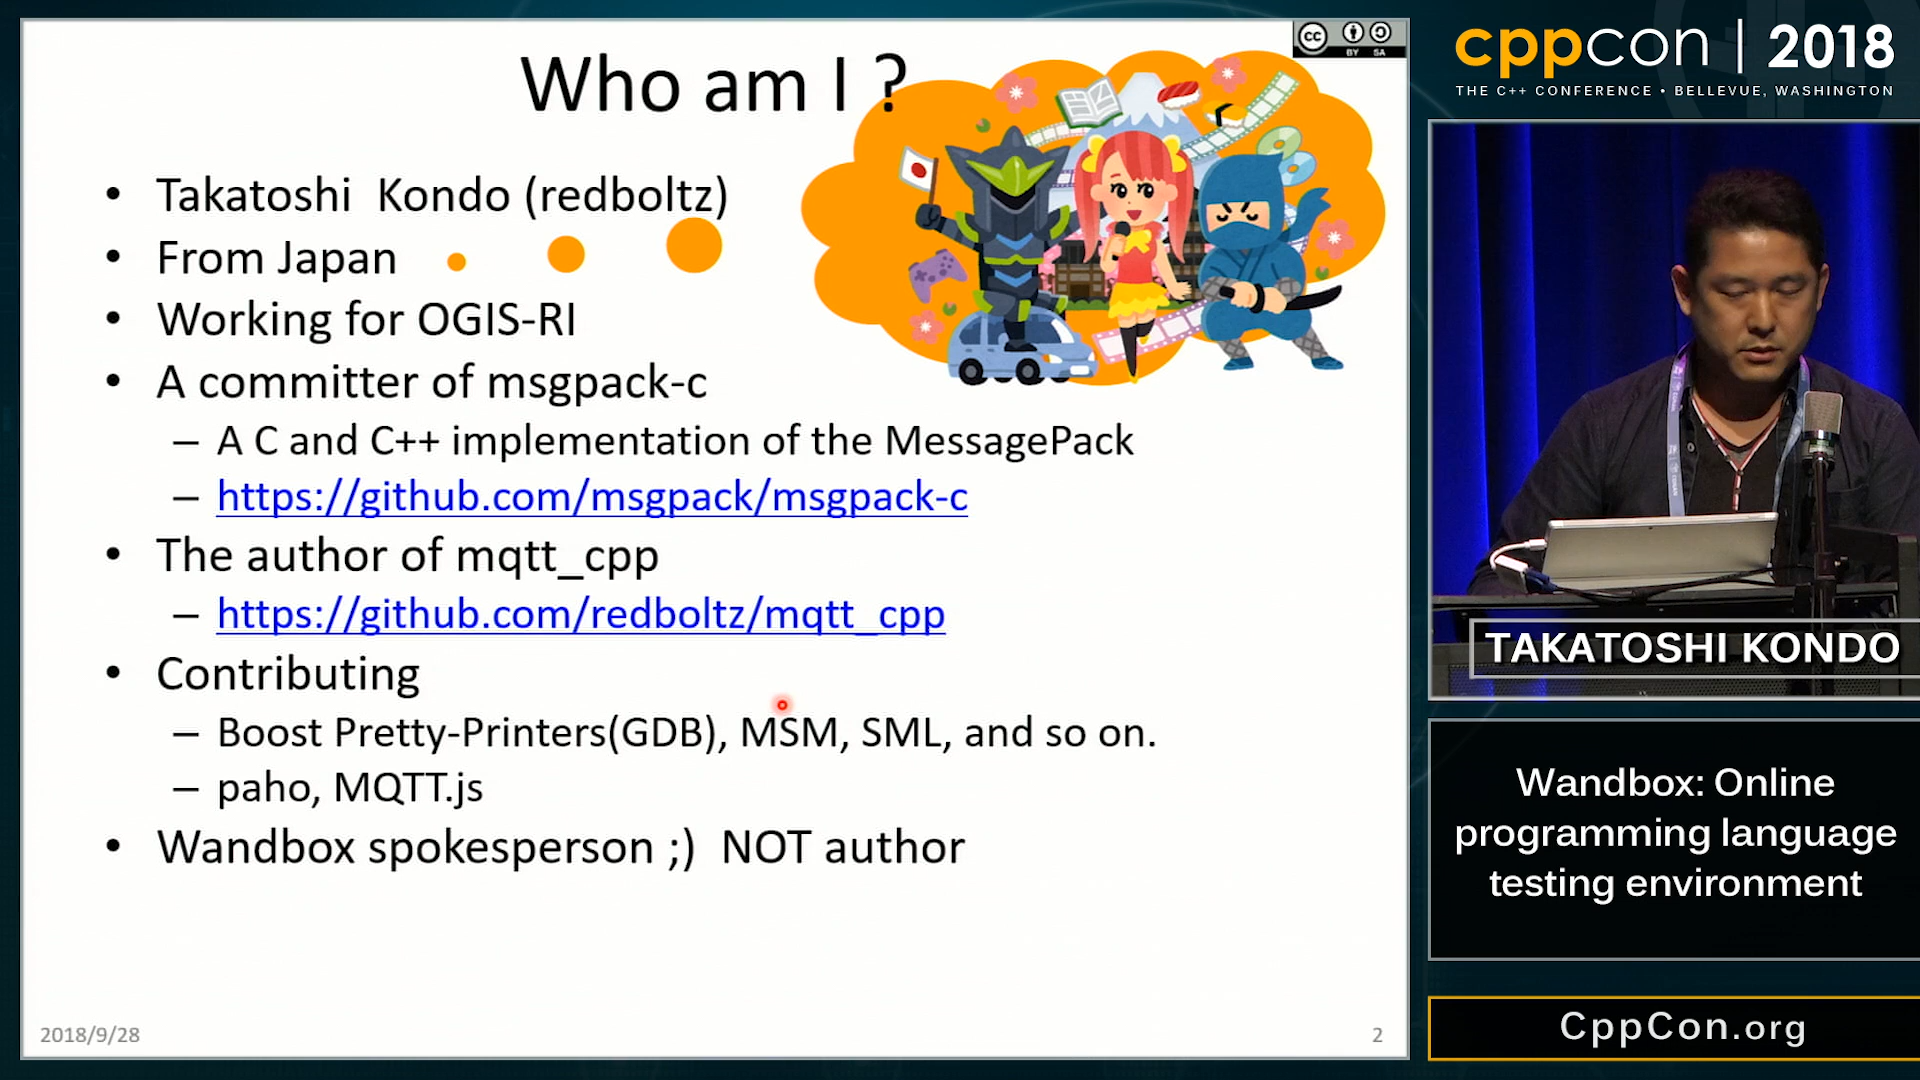 Who am I ?
cc BY SA
• Takatoshi Kondo (redboltz)
• From Japan
• Working for OGIS-RI
• A committer of msgpack-c
– A C and C++ implementation of the MessagePack
– https://github.com/msgpack/msgpack-c
• The author of mqtt_cpp
– https://github.com/redboltz/mqtt_cpp
• Contributing
– Boost Pretty-Printers(GDB), MSM, SML, and so on.
– paho, MQTT.js
• Wandbox spokesperson ;) NOT author
2018/9/28
2
cppcon | 2018
THE C++ CONFERENCE • BELLEVUE, WASHINGTON
TAKATOSHI KONDO
Wandbox: Online
programming language
testing environment
CppCon.org